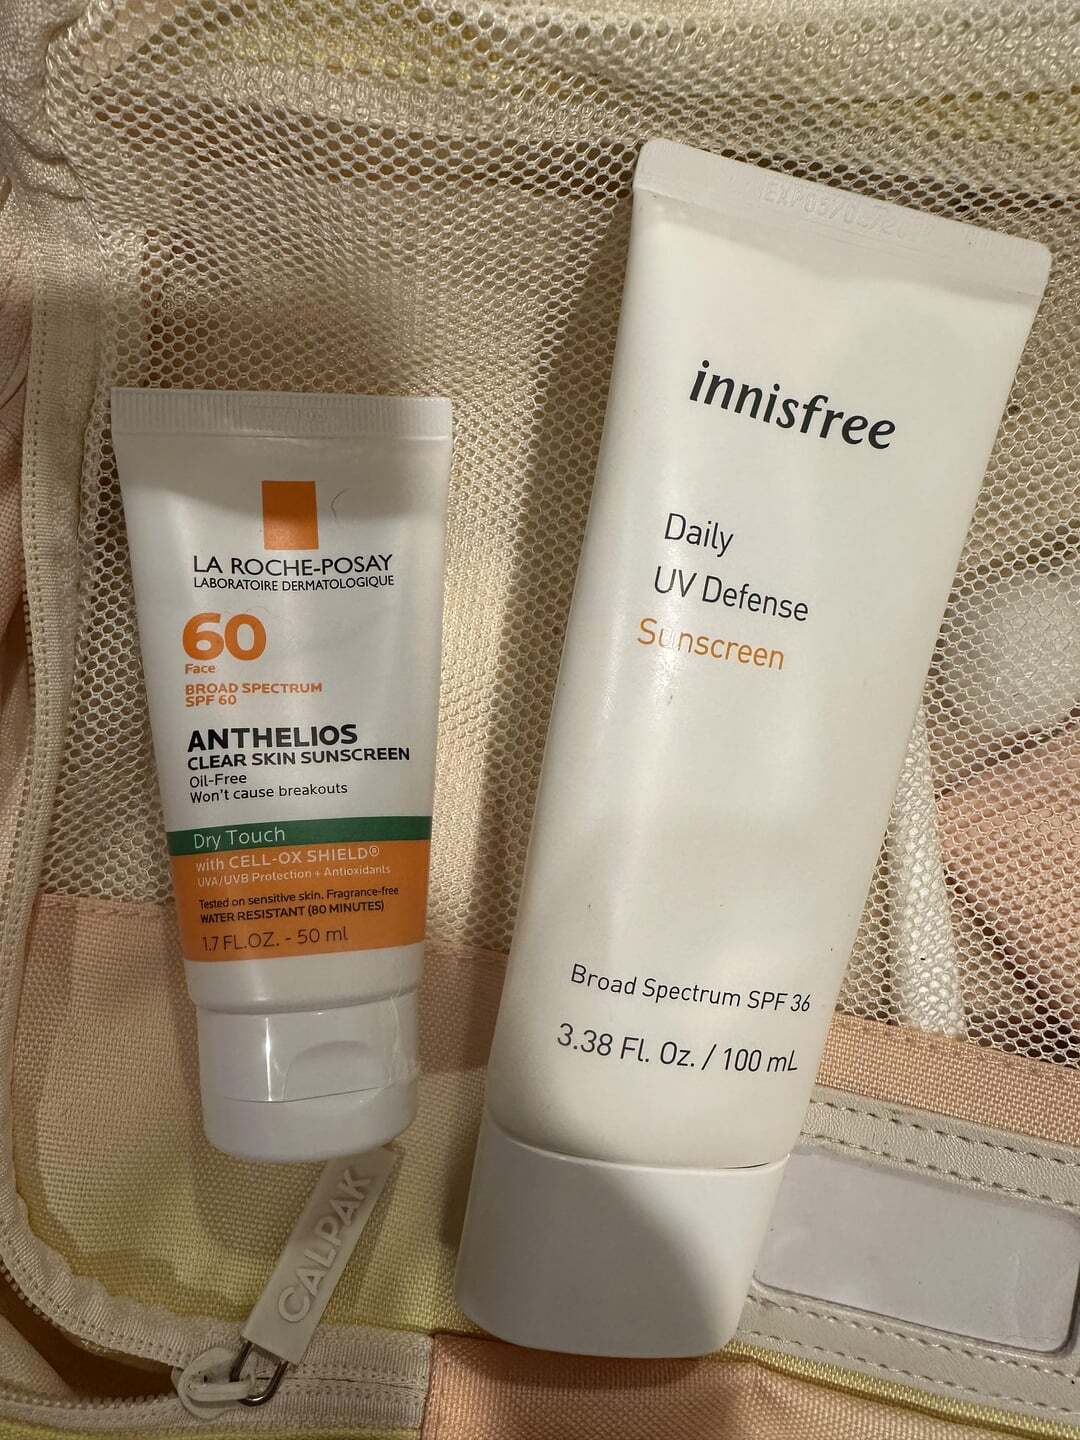 LA ROCHE-POSAY
LABORATOIRE DERMATOLOGIQUE
60
Face
BROAD SPECTRUM
SPF 60
ANTHELIOS
CLEAR SKIN SUNSCREEN
Oil-Free
Won't cause breakouts
Dry Touch
with CELL-OX SHIELD®
UVA/UVB Protection + Antioxidants
Tested on sensitive skin. Fragrance-free
WATER RESISTANT (80 MINUTES)
1.7 FL.OZ. - 50 ml
innisfree
Daily
UV Defense
Sunscreen
Broad Spectrum SPF 36
3.38 Fl. Oz. / 100 mL
CALPAK